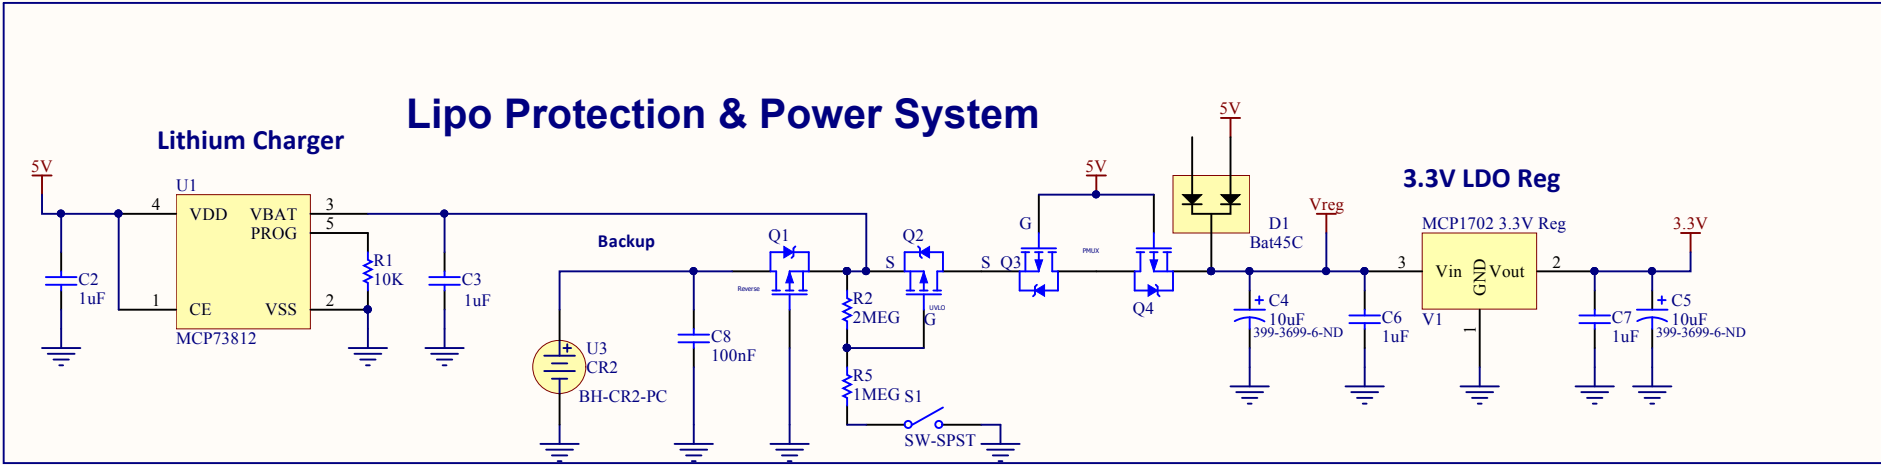 Lipo Protection & Power System
Lithium Charger
5V
U1
4 VDD VBAT 3
PROG 5
1 CE VSS 2
MCP73812
C2
1uF
R1
10K
C3
1uF
Backup
U3
CR2
BH-CR2-PC
C8
100nF
Q1
Reverse
R2
2MEG
R5
1MEG
S1
SW-SPST
Q2
S
UVLO
G
S
Q3
G
5V
PMUX
Q4
5V
D1
Bat45C
C4
10uF
399-3699-6-ND
Vreg
C6
1uF
3.3V LDO Reg
MCP1702 3.3V Reg
3 Vin Vout 2
GND
1
V1
C7
1uF
3.3V
C5
10uF
399-3699-6-ND